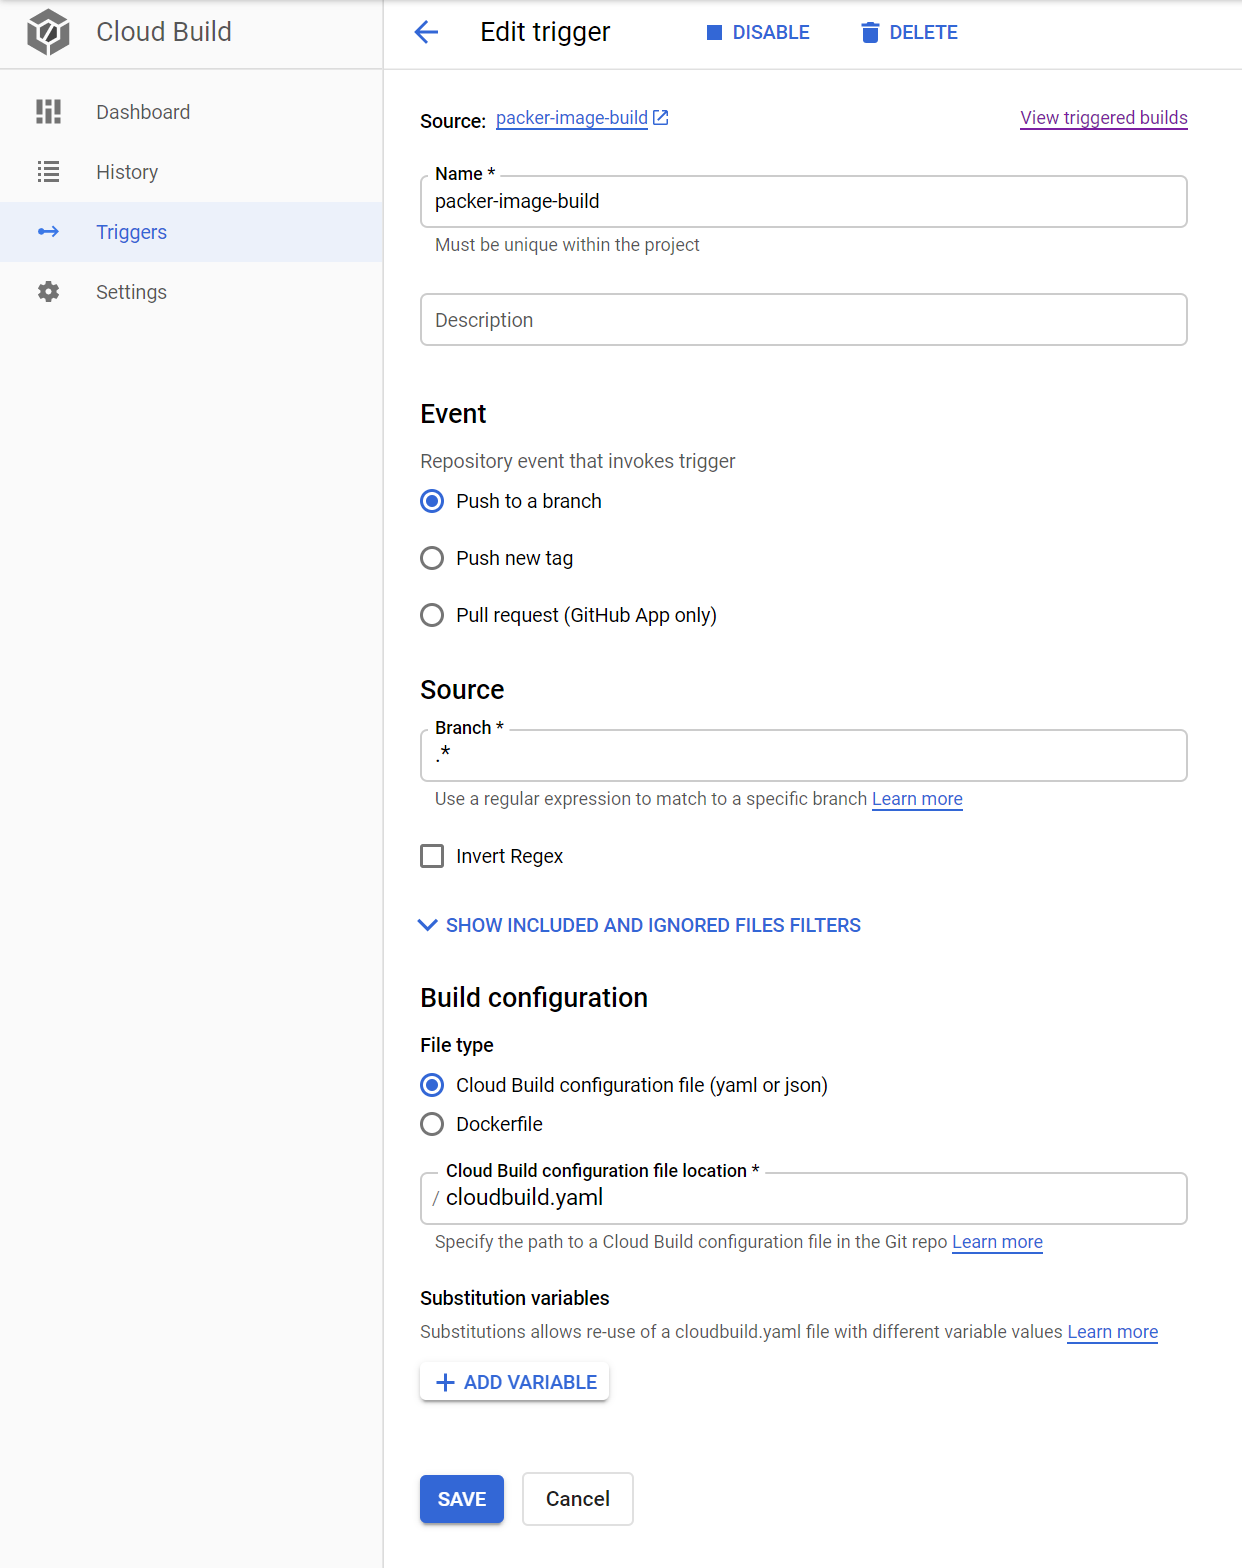 Cloud Build
Edit trigger
DISABLE
DELETE
Dashboard
History
Triggers
Settings
Source: packer-image-build
View triggered builds
Name *
packer-image-build
Must be unique within the project
Description
Event
Repository event that invokes trigger
Push to a branch
Push new tag
Pull request (GitHub App only)
Source
Branch *
.*
Use a regular expression to match to a specific branch Learn more
Invert Regex
SHOW INCLUDED AND IGNORED FILES FILTERS
Build configuration
File type
Cloud Build configuration file (yaml or json)
Dockerfile
Cloud Build configuration file location *
/ cloudbuild.yaml
Specify the path to a Cloud Build configuration file in the Git repo Learn more
Substitution variables
Substitutions allows re-use of a cloudbuild.yaml file with different variable values Learn more
ADD VARIABLE
SAVE
Cancel